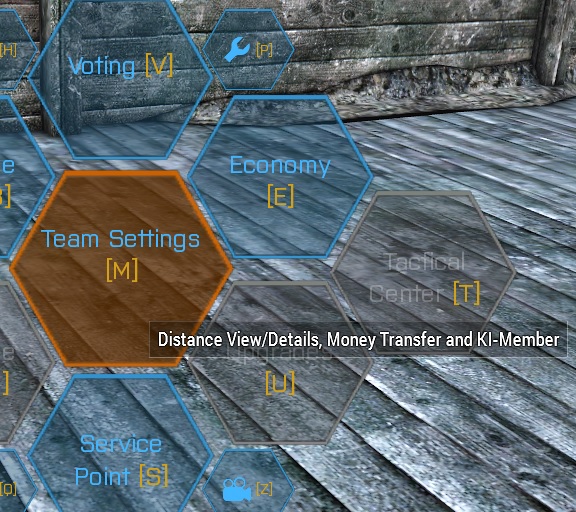 [H]
Voting [V]
[P]
e
Economy
[E]
Team Settings
[M]
Tactical
Center [T]
Distance View/Details, Money Transfer and KI-Member
e
]
[U]
Service
Point [S]
[Q]
[Z]